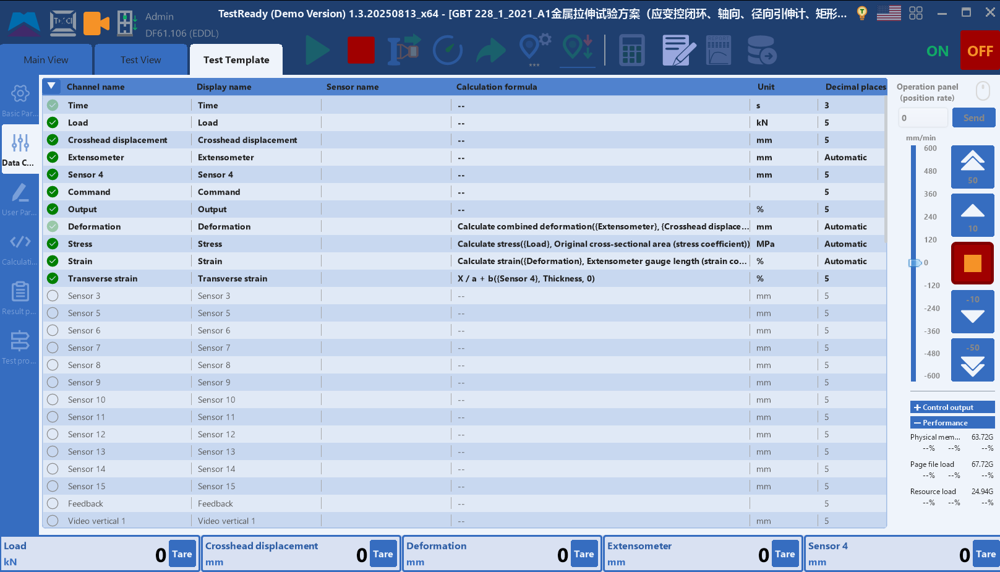 Admin
DF61.106 (EDDL)
TestReady (Demo Version) 1.3.20250813_x64 - [GBT 228_1_2021_A1金属拉伸试验方案（应变控闭环、轴向、径向引伸计、矩形...
Main View
Test View
Test Template
ON
OFF
Basic Par...
Data C...
User Par...
Calculati...
Result p...
Test pro...
Channel name Display name Sensor name Calculation formula Unit Decimal places
Time Time -- s 3
Load Load -- kN 5
Crosshead displacement Crosshead displacement -- mm 5
Extensometer Extensometer -- mm Automatic
Sensor 4 Sensor 4 -- mm 5
Command Command -- 5
Output Output -- % 5
Deformation Deformation Calculate combined deformation({Extensometer}, {Crosshead displace... mm Automatic
Stress Stress Calculate stress({Load}, Original cross-sectional area (stress coefficient)) MPa Automatic
Strain Strain Calculate strain({Deformation}, Extensometer gauge length (strain co... % Automatic
Transverse strain Transverse strain X / a + b({Sensor 4}, Thickness, 0) % 5
Sensor 3 Sensor 3 -- mm 5
Sensor 5 Sensor 5 -- mm 5
Sensor 6 Sensor 6 -- mm 5
Sensor 7 Sensor 7 -- mm 5
Sensor 8 Sensor 8 -- mm 5
Sensor 9 Sensor 9 -- mm 5
Sensor 10 Sensor 10 -- mm 5
Sensor 11 Sensor 11 -- mm 5
Sensor 12 Sensor 12 -- mm 5
Sensor 13 Sensor 13 -- mm 5
Sensor 14 Sensor 14 -- mm 5
Sensor 15 Sensor 15 -- mm 5
Feedback Feedback -- 5
Video vertical 1 Video vertical 1 -- mm 5
Operation panel
(position rate)
0 Send
mm/min
600
480
360
240
120
0
-120
-240
-360
-480
-600
50
10
-10
-50
Control output
Performance
Physical mem... 63.72G
--% --% --%
Page file load 67.72G
--% --% --%
Resource load 24.94G
--% --% --%
Load
kN
0 Tare
Crosshead displacement
mm
0 Tare
Deformation
mm
0 Tare
Extensometer
mm
0 Tare
Sensor 4
mm
0 Tare